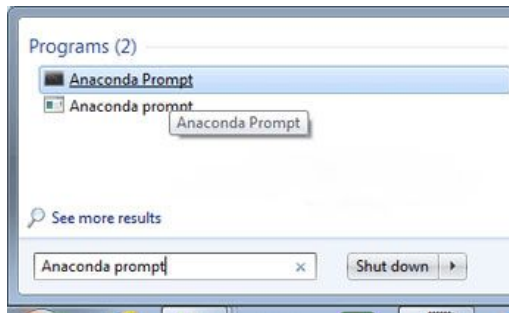 Programs (2)
Anaconda Prompt
Anaconda prompt
Anaconda Prompt
See more results
Anaconda prompt
Shut down